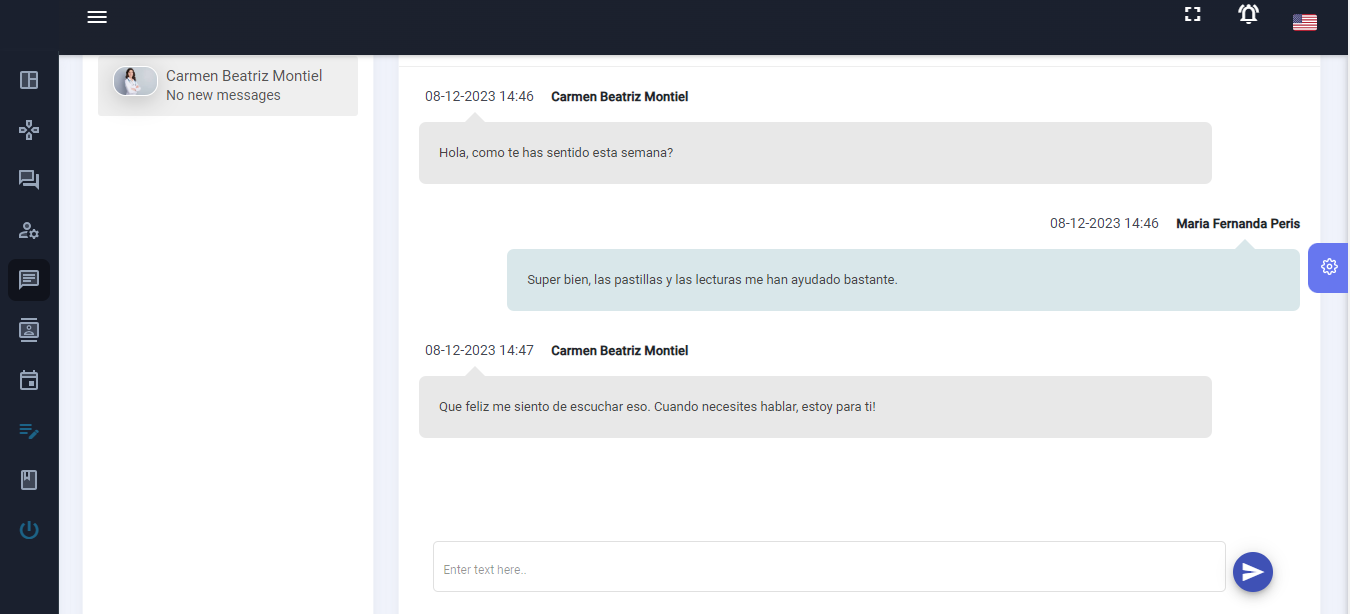 Carmen Beatriz Montiel
No new messages
08-12-2023 14:46 Carmen Beatriz Montiel
Hola, como te has sentido esta semana?
08-12-2023 14:46 Maria Fernanda Peris
Super bien, las pastillas y las lecturas me han ayudado bastante.
08-12-2023 14:47 Carmen Beatriz Montiel
Que feliz me siento de escuchar eso. Cuando necesites hablar, estoy para ti!
Enter text here..